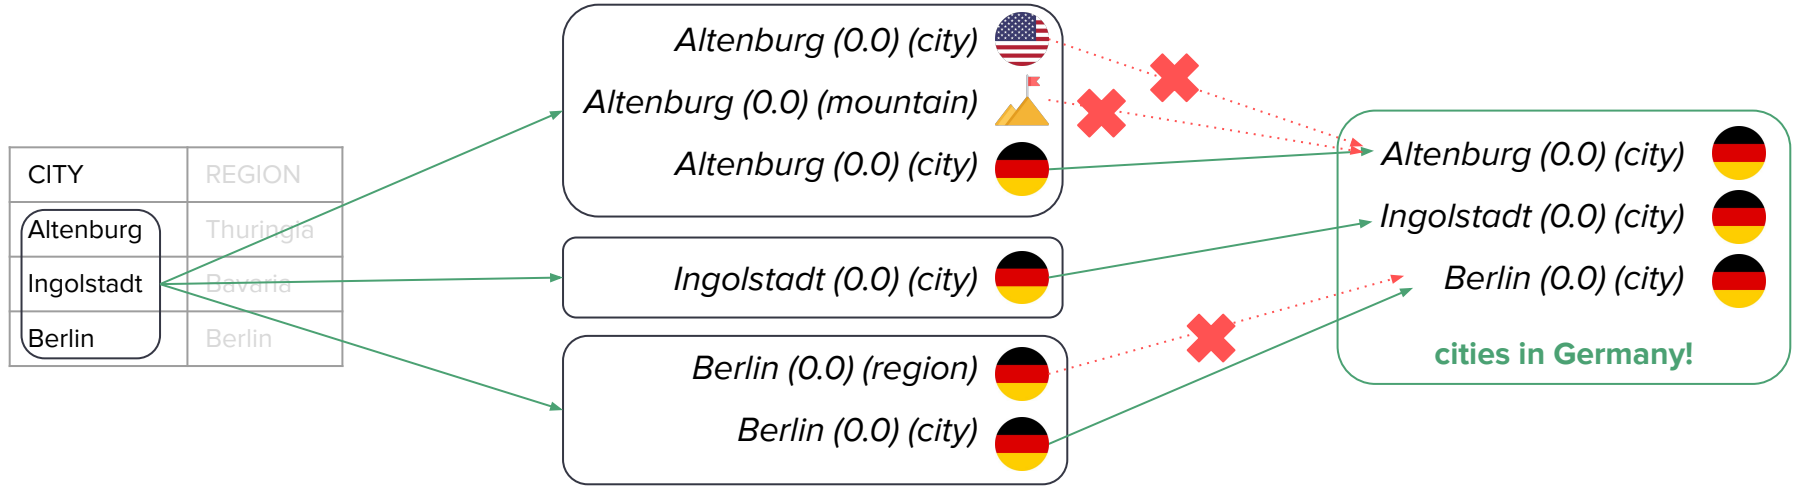 CITY REGION
Altenburg Thuringia
Ingolstadt Bavaria
Berlin Berlin
Altenburg (0.0) (city)
Altenburg (0.0) (mountain)
Altenburg (0.0) (city)
Ingolstadt (0.0) (city)
Berlin (0.0) (region)
Berlin (0.0) (city)
Altenburg (0.0) (city)
Ingolstadt (0.0) (city)
Berlin (0.0) (city)
cities in Germany!